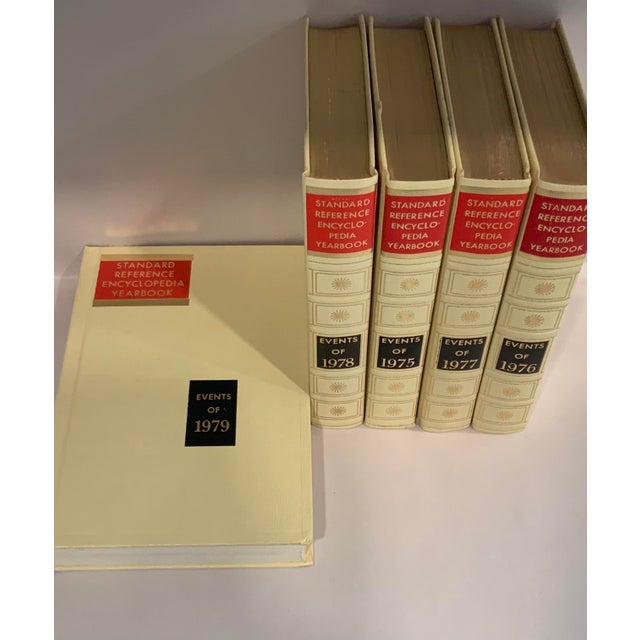 STANDARD
REFERENCE
ENCYCLOPEDIA
YEARBOOK
EVENTS
OF
1979
STANDARD
REFERENCE
ENCYCLO-
PEDIA
YEARBOOK
EVENTS
OF
1978
STANDARD
REFERENCE
ENCYCLO-
PEDIA
YEARBOOK
EVENTS
OF
1975
STANDARD
REFERENCE
ENCYCLO-
PEDIA
YEARBOOK
EVENTS
OF
1977
STANDARD
REFERENCE
ENCYCLO-
PEDIA
YEARBOOK
EVENTS
OF
1976